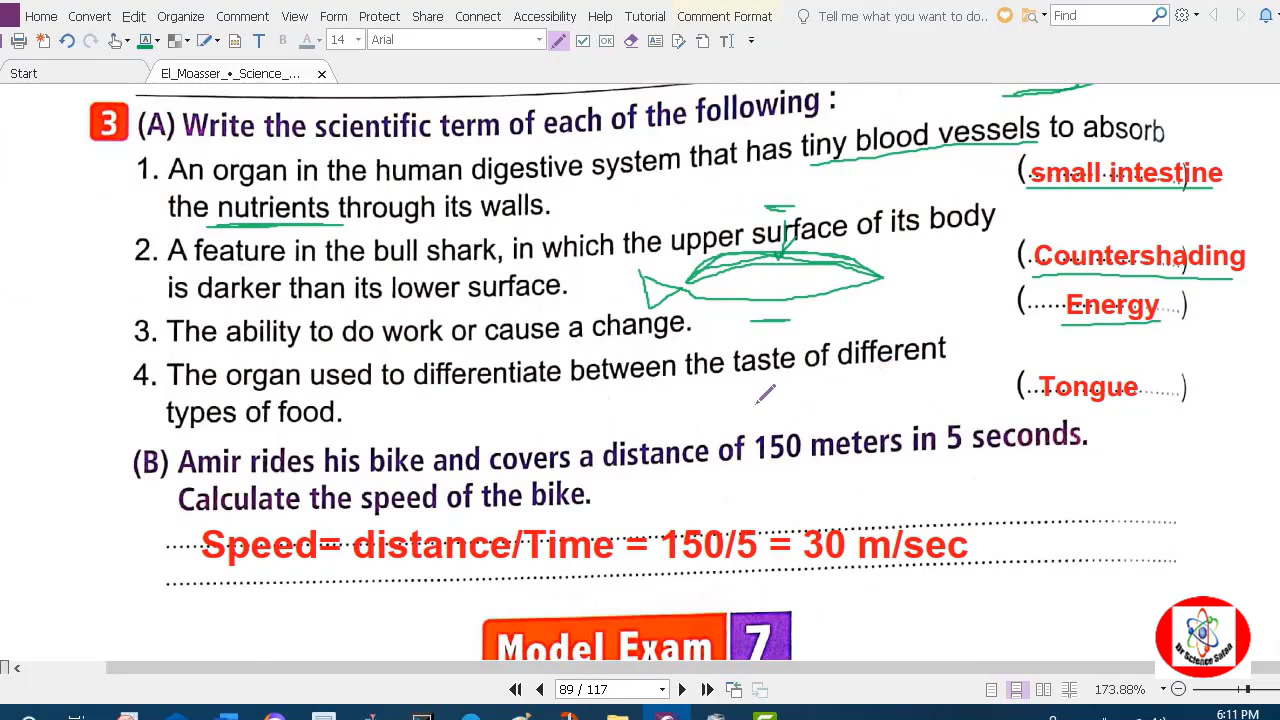 Home Convert Edit Organize Comment View Form Protect Share Connect Accessibility Help Tutorial Comment Format Tell me what you want to do... Find
14 Arial
Start El_Moasser_•_Science_...
3 (A) Write the scientific term of each of the following :
1. An organ in the human digestive system that has tiny blood vessels to absorb
the nutrients through its walls. (small intestine)
2. A feature in the bull shark, in which the upper surface of its body
is darker than its lower surface. (Countershading)
3. The ability to do work or cause a change. (Energy)
4. The organ used to differentiate between the taste of different
types of food. (Tongue)
(B) Amir rides his bike and covers a distance of 150 meters in 5 seconds.
Calculate the speed of the bike.
Speed= distance/Time = 150/5 = 30 m/sec
Model Exam 7
Dr Science Safaa
89 / 117 173.88%
6:11 PM